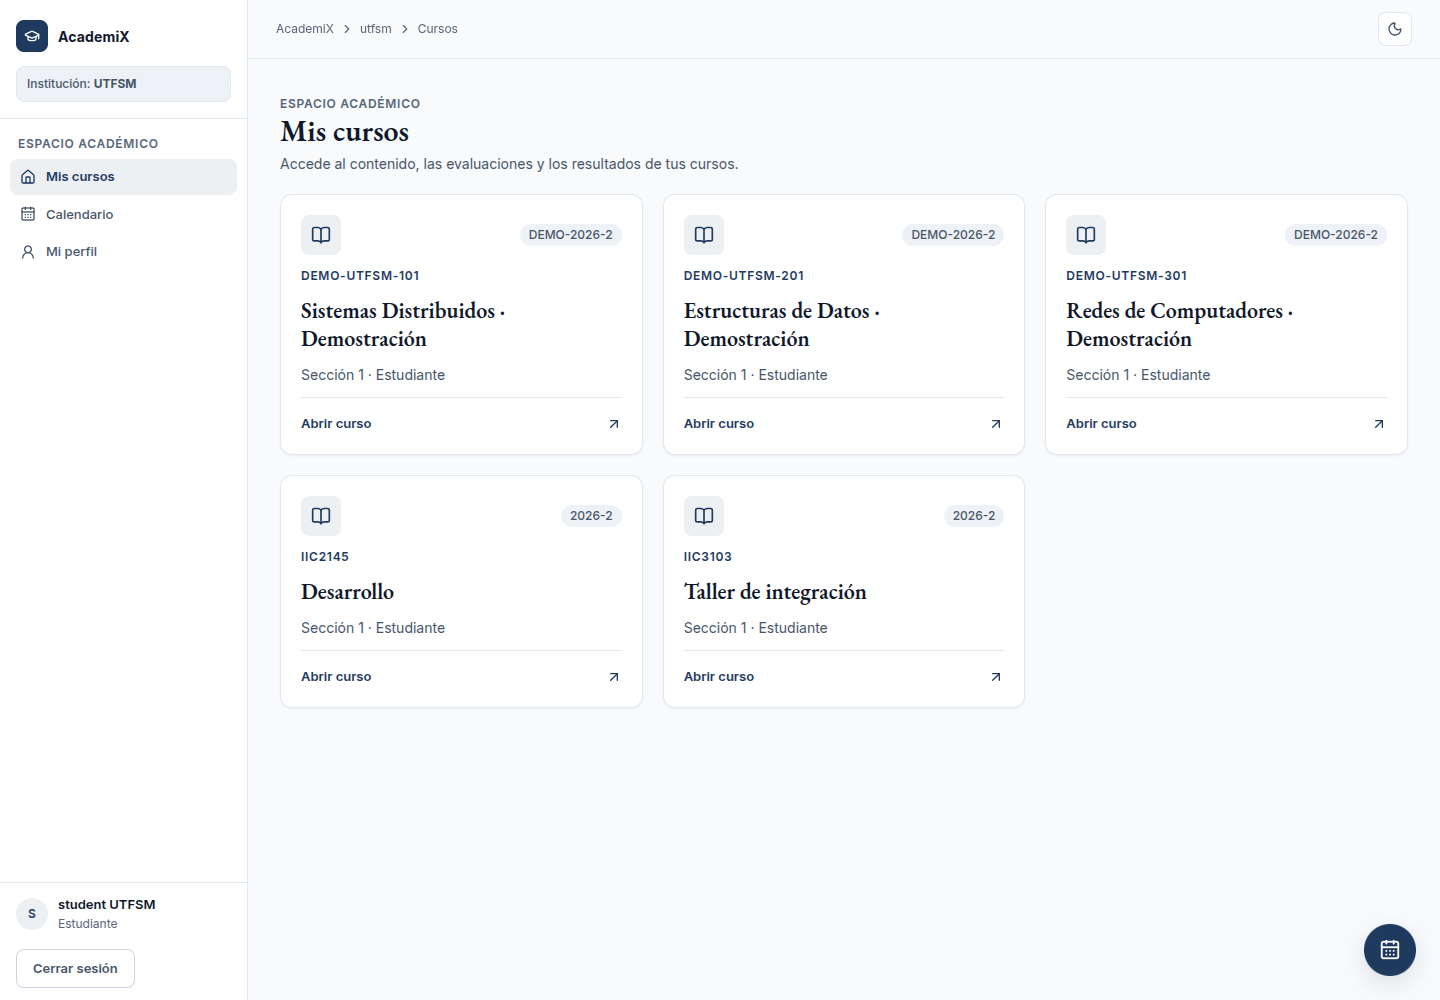 AcademiX
Institución: UTFSM
ESPACIO ACADÉMICO
Mis cursos
Calendario
Mi perfil
student UTFSM
S
Estudiante
Cerrar sesión
AcademiX > utfsm > Cursos
ESPACIO ACADÉMICO
Mis cursos
Accede al contenido, las evaluaciones y los resultados de tus cursos.
DEMO-2026-2
DEMO-UTFSM-101
Sistemas Distribuidos ·
Demostración
Sección 1 · Estudiante
Abrir curso
DEMO-2026-2
DEMO-UTFSM-201
Estructuras de Datos ·
Demostración
Sección 1 · Estudiante
Abrir curso
DEMO-2026-2
DEMO-UTFSM-301
Redes de Computadores ·
Demostración
Sección 1 · Estudiante
Abrir curso
2026-2
IIC2145
Desarrollo
Sección 1 · Estudiante
Abrir curso
2026-2
IIC3103
Taller de integración
Sección 1 · Estudiante
Abrir curso